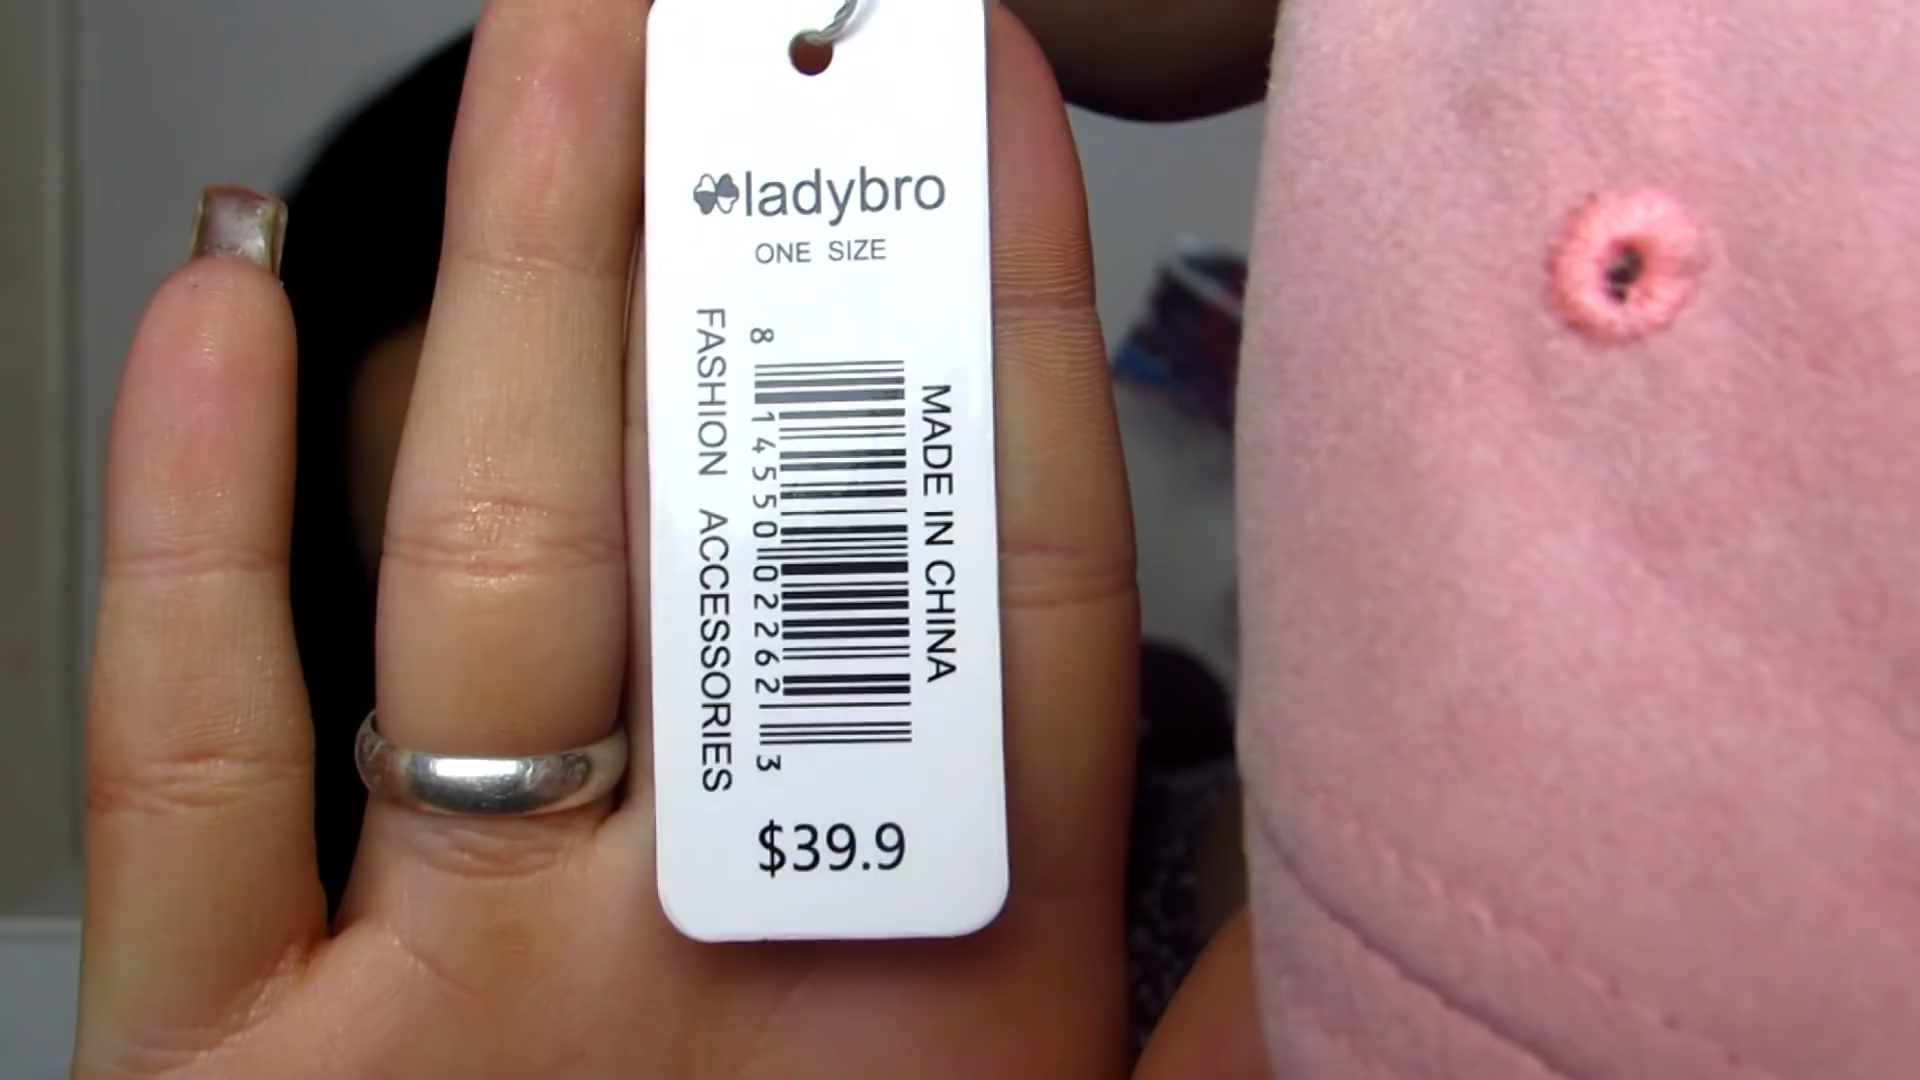 ladybro
ONE SIZE
FASHION ACCESSORIES
8 14550 02262 3
MADE IN CHINA
$39.9